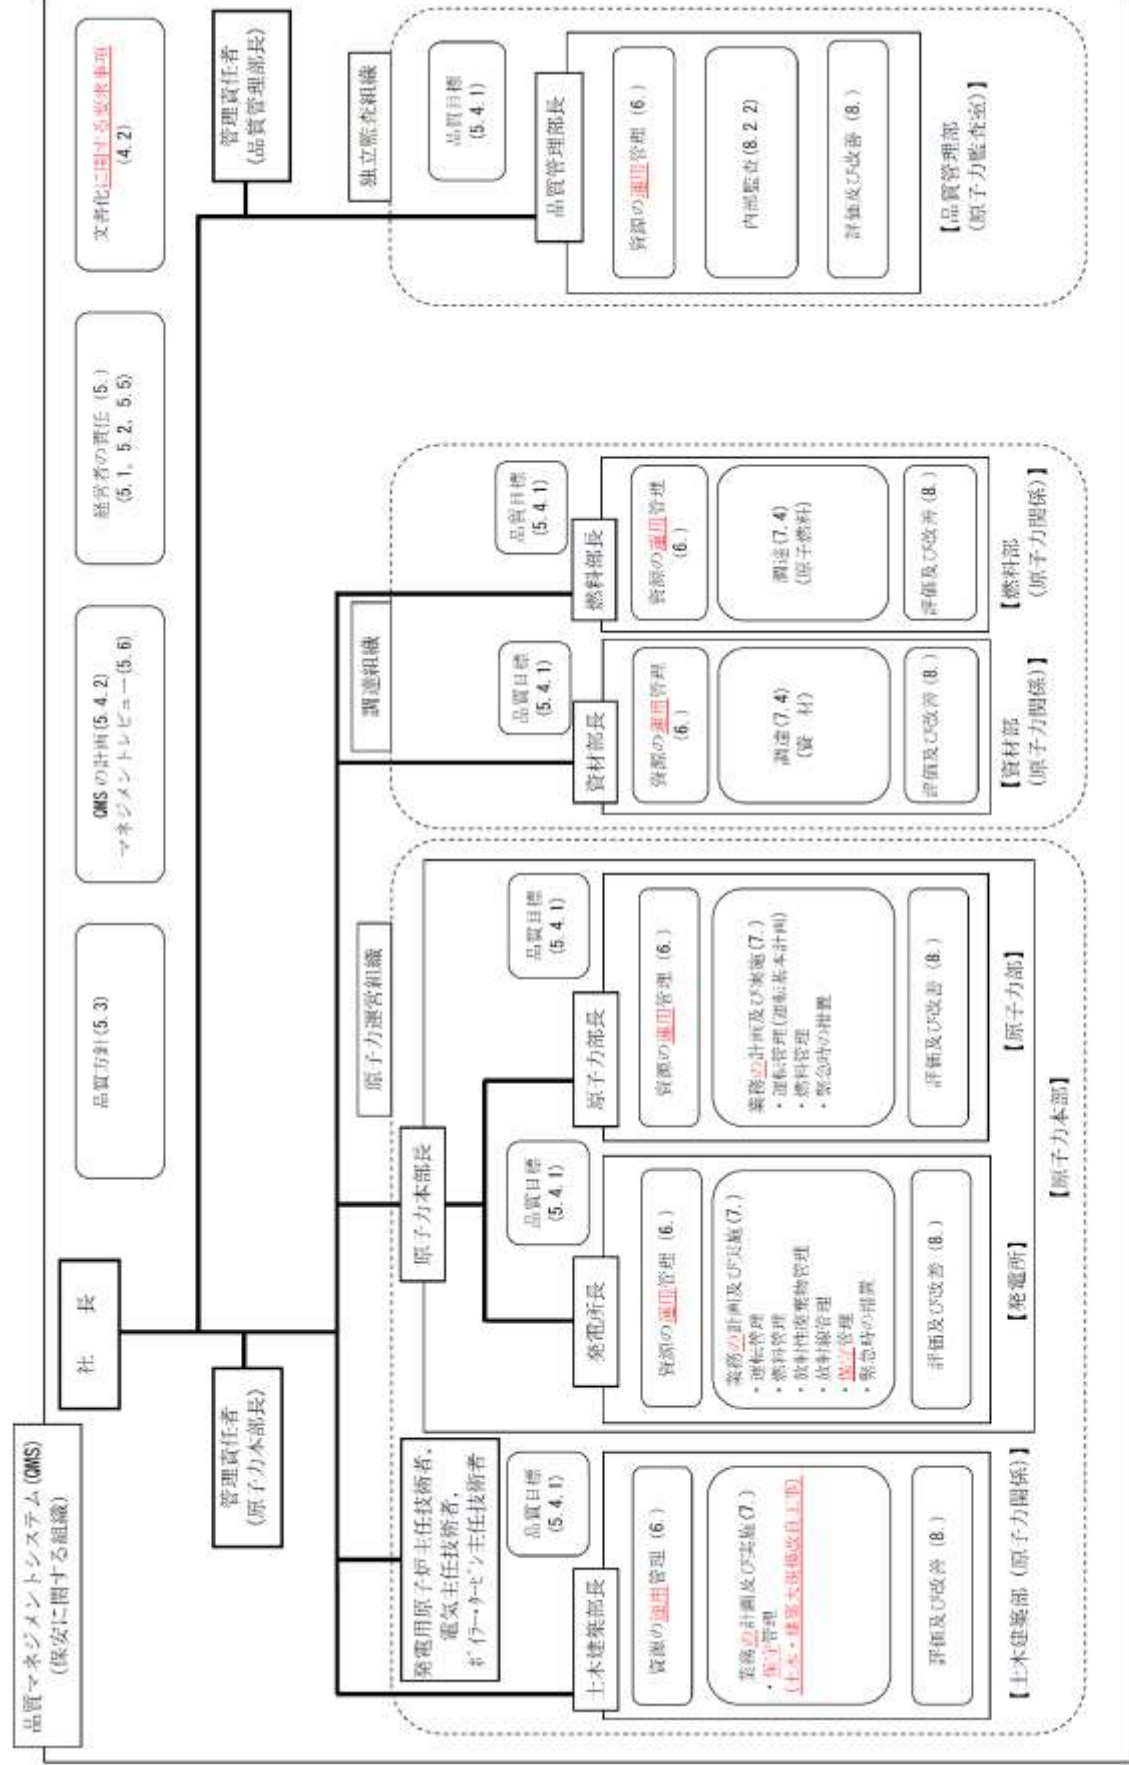 品質マネジメントシステム(QMS)
(保安に関する組織)
社　長
品質方針(5.3)
QMSの計画(5.4.2)
マネジメントレビュー(5.6)
経営者の責任 (5.)
(5.1, 5.2, 5.5)
文書化に関する要求事項
(4.2)
管理責任者
(原子力本部長)
管理責任者
(品質管理部長)
原子力運営組織
調達組織
独立監査組織
発電用原子炉主任技術者,
電気主任技術者,
ボイラー・タービン主任技術者
原子力本部長
土木建築部長
品質目標
(5.4.1)
資源の運用管理 (6.)
業務の計画及び実施(7.)
・保守管理
(土木・建築大規模改良工事)
評価及び改善 (8.)
【土木建築部 (原子力関係)】
発電所長
品質目標
(5.4.1)
資源の運用管理 (6.)
業務の計画及び実施(7.)
・運転管理
・燃料管理
・放射性廃棄物管理
・放射線管理
・保守管理
・緊急時の措置
評価及び改善 (8.)
【発電所】
原子力部長
品質目標
(5.4.1)
資源の運用管理 (6.)
業務の計画及び実施(7.)
・運転管理(運転基本計画)
・燃料管理
・緊急時の措置
評価及び改善 (8.)
【原子力部】
【原子力本部】
資材部長
品質目標
(5.4.1)
資源の運用管理
(6.)
調達(7.4)
(資　材)
評価及び改善 (8.)
【資材部
(原子力関係)】
燃料部長
品質目標
(5.4.1)
資源の運用管理
(6.)
調達(7.4)
(原子燃料)
評価及び改善 (8.)
【燃料部
(原子力関係)】
品質管理部長
品質目標
(5.4.1)
資源の運用管理 (6.)
内部監査(8.2.2)
評価及び改善 (8.)
【品質管理部
(原子力監査室)】